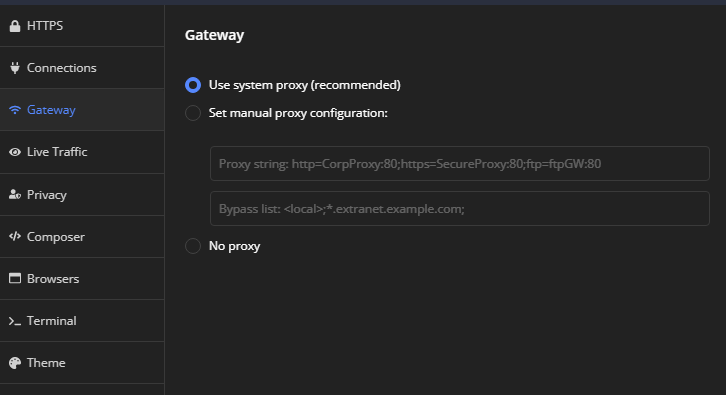 HTTPS
Connections
Gateway
Live Traffic
Privacy
Composer
Browsers
Terminal
Theme
Gateway
Use system proxy (recommended)
Set manual proxy configuration:
Proxy string: http=CorpProxy:80;https=SecureProxy:80;ftp=ftpGW:80
Bypass list: <local>;*.extranet.example.com;
No proxy